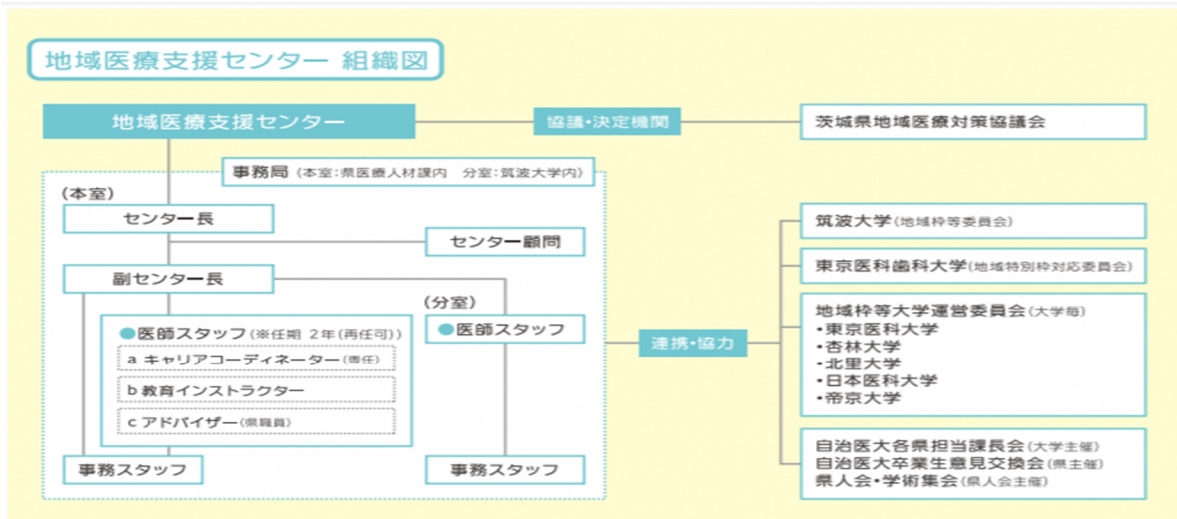 地域医療支援センター 組織図
地域医療支援センター
協議・決定機関
茨城県地域医療対策協議会
事務局（本室：県医療人材課内　分室：筑波大学内）
（本室）
センター長
センター顧問
副センター長
（分室）
●医師スタッフ（※任期 2年（再任可））
a キャリアコーディネーター（専任）
b 教育インストラクター
c アドバイザー（県職員）
事務スタッフ
●医師スタッフ
事務スタッフ
連携・協力
筑波大学（地域枠等委員会）
東京医科歯科大学（地域特別枠対応委員会）
地域枠等大学運営委員会（大学毎）
・東京医科大学
・杏林大学
・北里大学
・日本医科大学
・帝京大学
自治医大各県担当課長会（大学主催）
自治医大卒業生意見交換会（県主催）
県人会・学術集会（県人会主催）